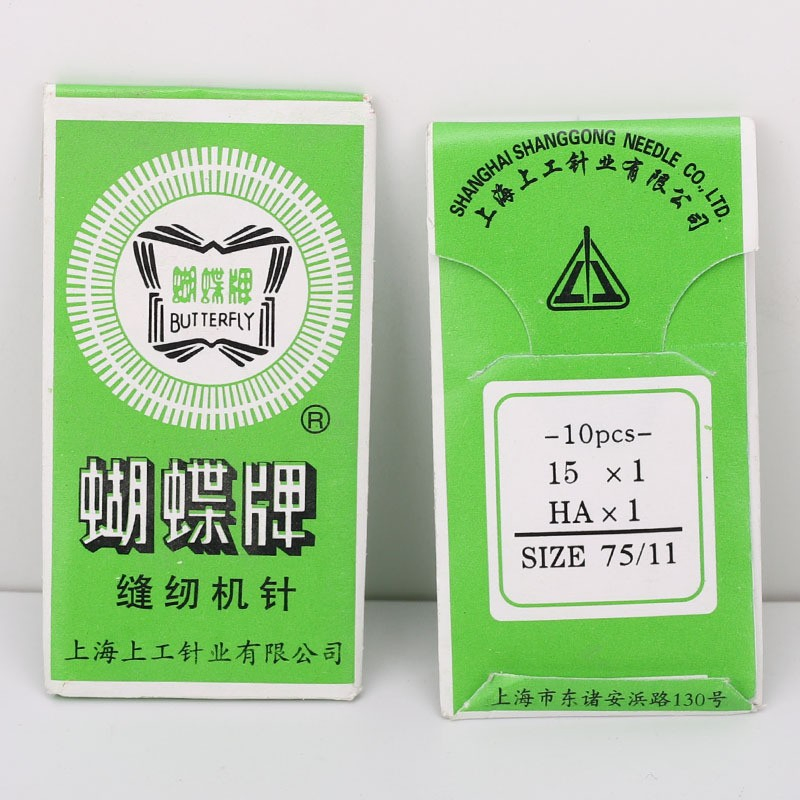 蝴蝶牌
BUTTERFLY
®
蝴蝶牌
缝纫机针
上海上工针业有限公司
SHANGHAI SHANGGONG NEEDLE CO., LTD.
上海上工针业有限公司
-10pcs-
15 ×1
HA×1
SIZE 75/11
上海市东诸安浜路130号